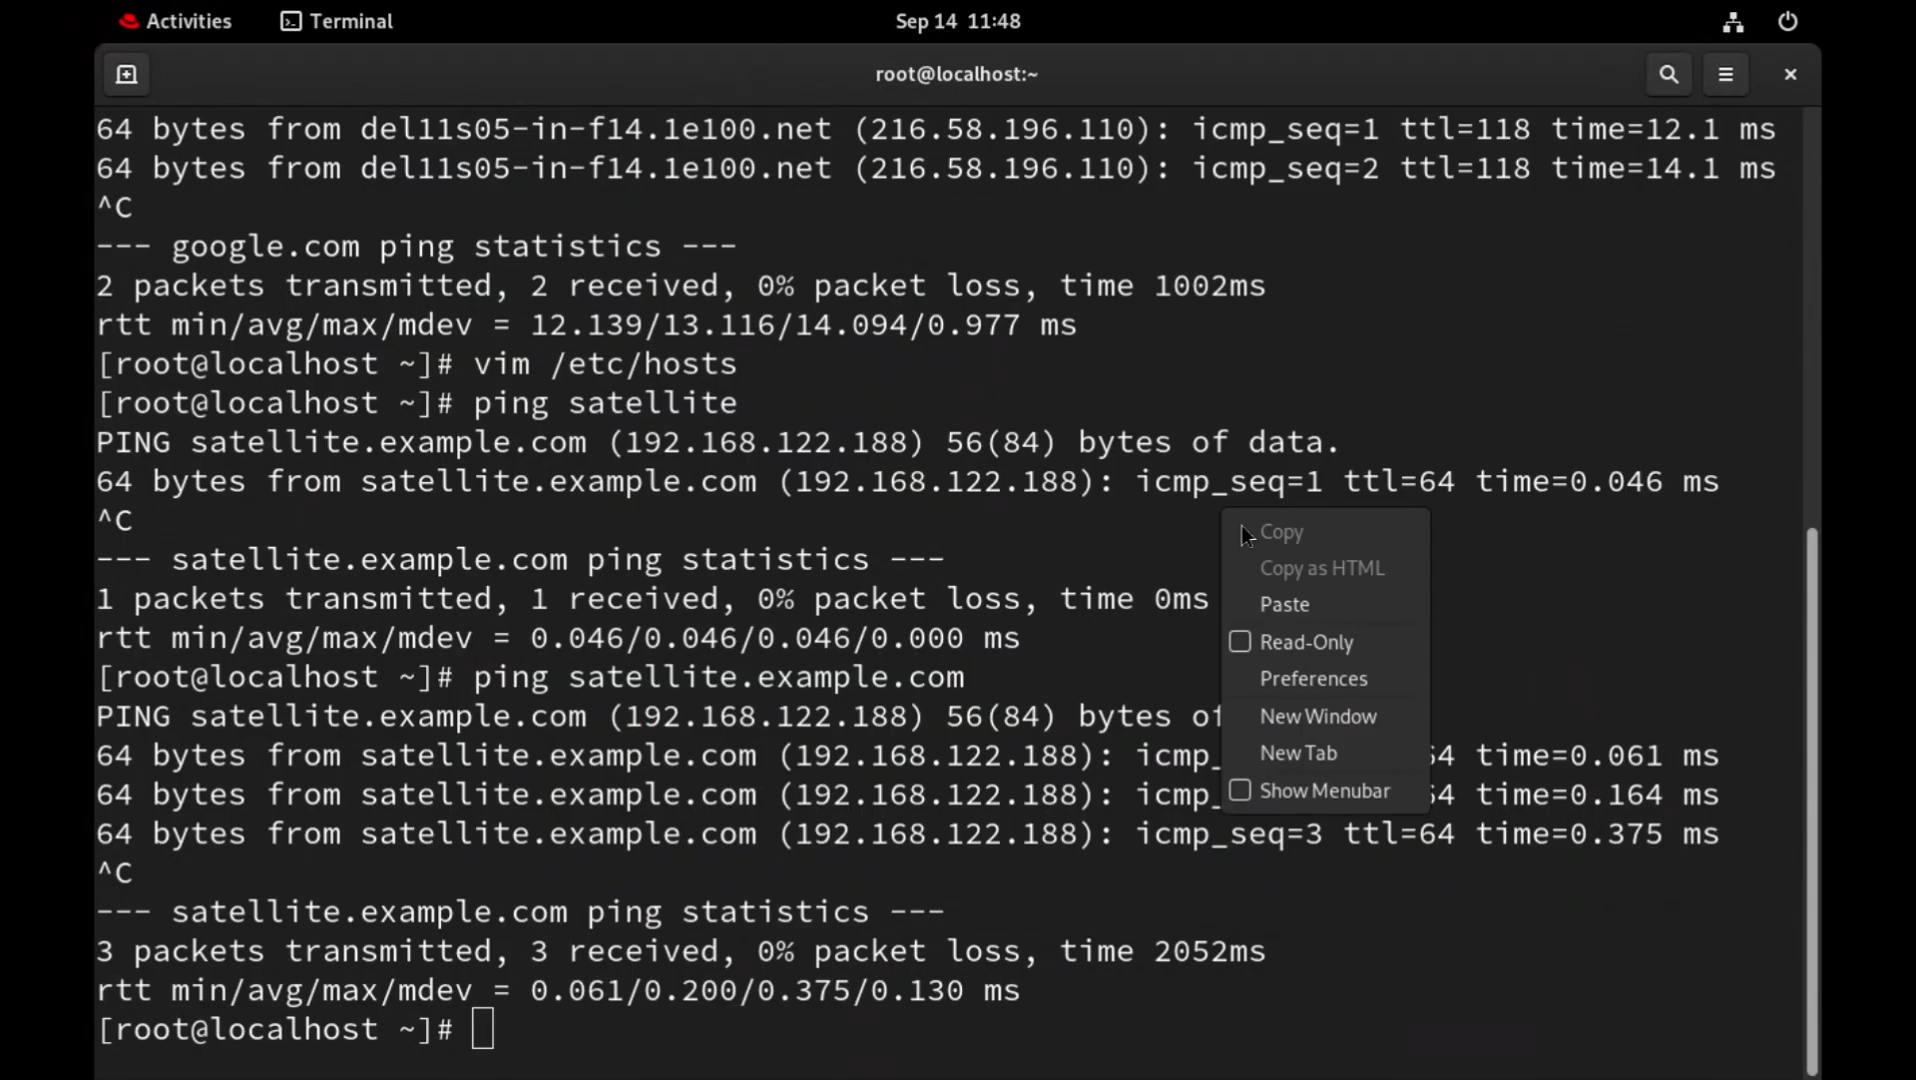 Activities Terminal Sep 14 11:48
root@localhost:~
64 bytes from del11s05-in-f14.1e100.net (216.58.196.110): icmp_seq=1 ttl=118 time=12.1 ms
64 bytes from del11s05-in-f14.1e100.net (216.58.196.110): icmp_seq=2 ttl=118 time=14.1 ms
^C
--- google.com ping statistics ---
2 packets transmitted, 2 received, 0% packet loss, time 1002ms
rtt min/avg/max/mdev = 12.139/13.116/14.094/0.977 ms
[root@localhost ~]# vim /etc/hosts
[root@localhost ~]# ping satellite
PING satellite.example.com (192.168.122.188) 56(84) bytes of data.
64 bytes from satellite.example.com (192.168.122.188): icmp_seq=1 ttl=64 time=0.046 ms
^C
--- satellite.example.com ping statistics ---
1 packets transmitted, 1 received, 0% packet loss, time 0ms
rtt min/avg/max/mdev = 0.046/0.046/0.046/0.000 ms
[root@localhost ~]# ping satellite.example.com
PING satellite.example.com (192.168.122.188) 56(84) bytes of
64 bytes from satellite.example.com (192.168.122.188): icmp_ 64 time=0.061 ms
64 bytes from satellite.example.com (192.168.122.188): icmp_ 64 time=0.164 ms
64 bytes from satellite.example.com (192.168.122.188): icmp_seq=3 ttl=64 time=0.375 ms
^C
--- satellite.example.com ping statistics ---
3 packets transmitted, 3 received, 0% packet loss, time 2052ms
rtt min/avg/max/mdev = 0.061/0.200/0.375/0.130 ms
[root@localhost ~]#
Copy
Copy as HTML
Paste
Read-Only
Preferences
New Window
New Tab
Show Menubar